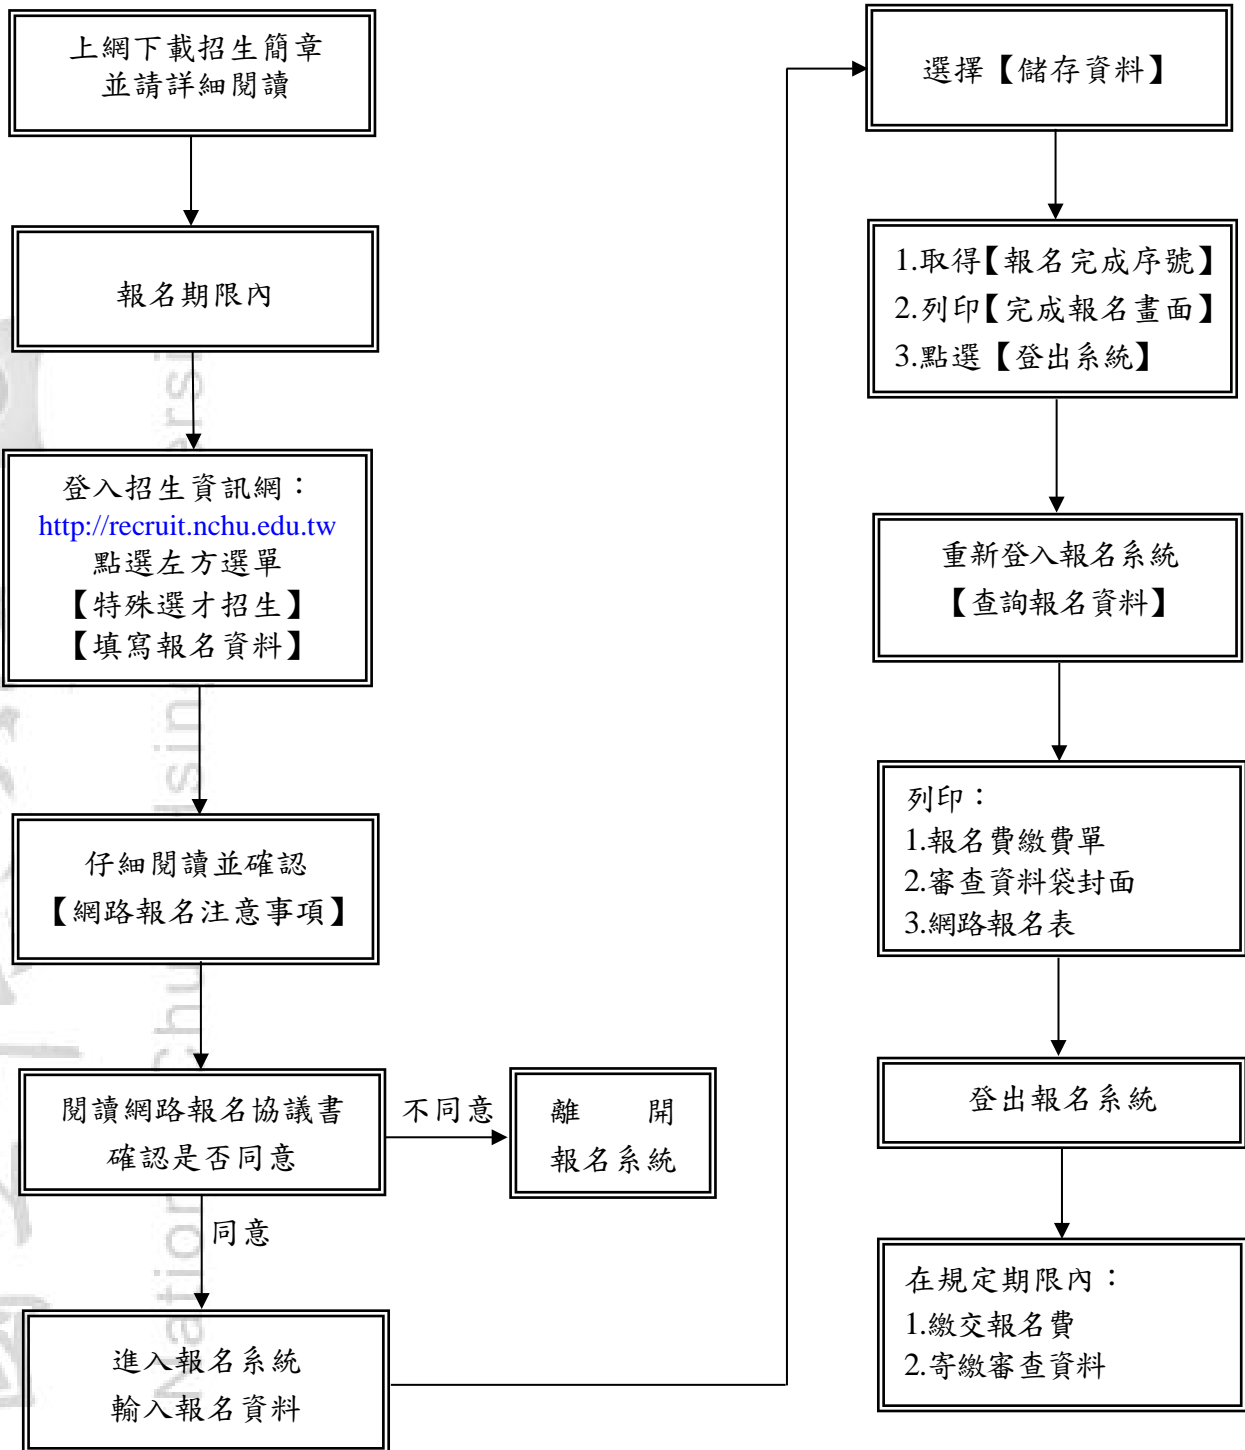 上網下載招生簡章
並請詳細閱讀
報名期限內
登入招生資訊網：
http://recruit.nchu.edu.tw
點選左方選單
【特殊選才招生】
【填寫報名資料】
仔細閱讀並確認
【網路報名注意事項】
閱讀網路報名協議書
確認是否同意
不同意
離 開
報名系統
同意
進入報名系統
輸入報名資料
選擇【儲存資料】
1.取得【報名完成序號】
2.列印【完成報名畫面】
3.點選【登出系統】
重新登入報名系統
【查詢報名資料】
列印：
1.報名費繳費單
2.審查資料袋封面
3.網路報名表
登出報名系統
在規定期限內：
1.繳交報名費
2.寄繳審查資料